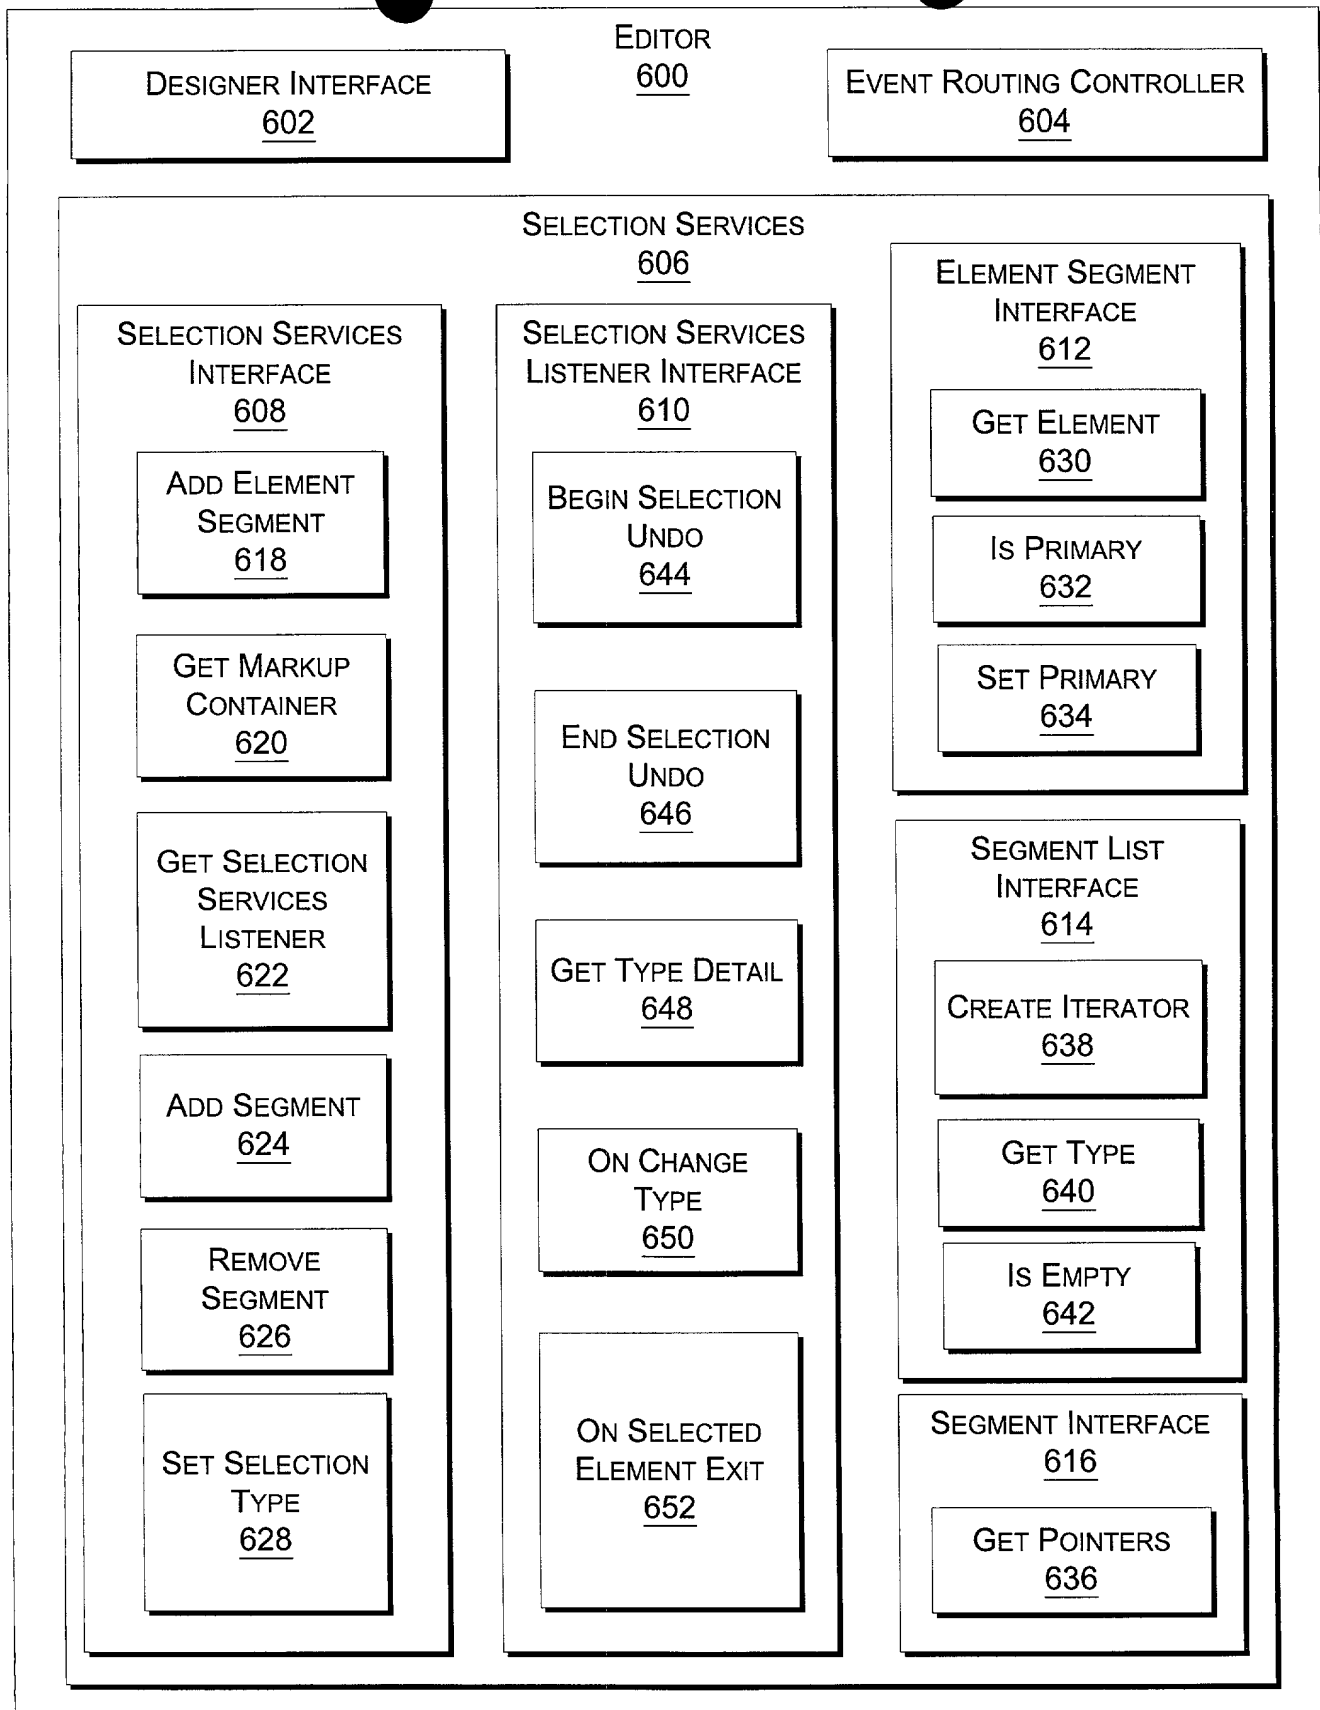 EDITOR
600
DESIGNER INTERFACE
602
EVENT ROUTING CONTROLLER
604
SELECTION SERVICES
606
SELECTION SERVICES
INTERFACE
608
ADD ELEMENT
SEGMENT
618
GET MARKUP
CONTAINER
620
GET SELECTION
SERVICES
LISTENER
622
ADD SEGMENT
624
REMOVE
SEGMENT
626
SET SELECTION
TYPE
628
SELECTION SERVICES
LISTENER INTERFACE
610
BEGIN SELECTION
UNDO
644
END SELECTION
UNDO
646
GET TYPE DETAIL
648
ON CHANGE
TYPE
650
ON SELECTED
ELEMENT EXIT
652
ELEMENT SEGMENT
INTERFACE
612
GET ELEMENT
630
IS PRIMARY
632
SET PRIMARY
634
SEGMENT LIST
INTERFACE
614
CREATE ITERATOR
638
GET TYPE
640
IS EMPTY
642
SEGMENT INTERFACE
616
GET POINTERS
636